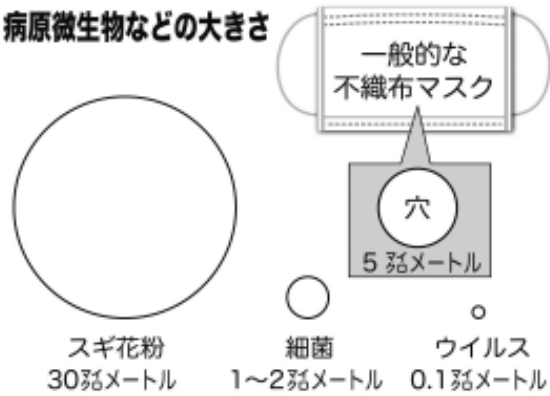 病原微生物などの大きさ
一般的な
不織布マスク
穴
5㍃メートル
スギ花粉
30㍃メートル
細菌
1〜2㍃メートル
ウイルス
0.1㍃メートル